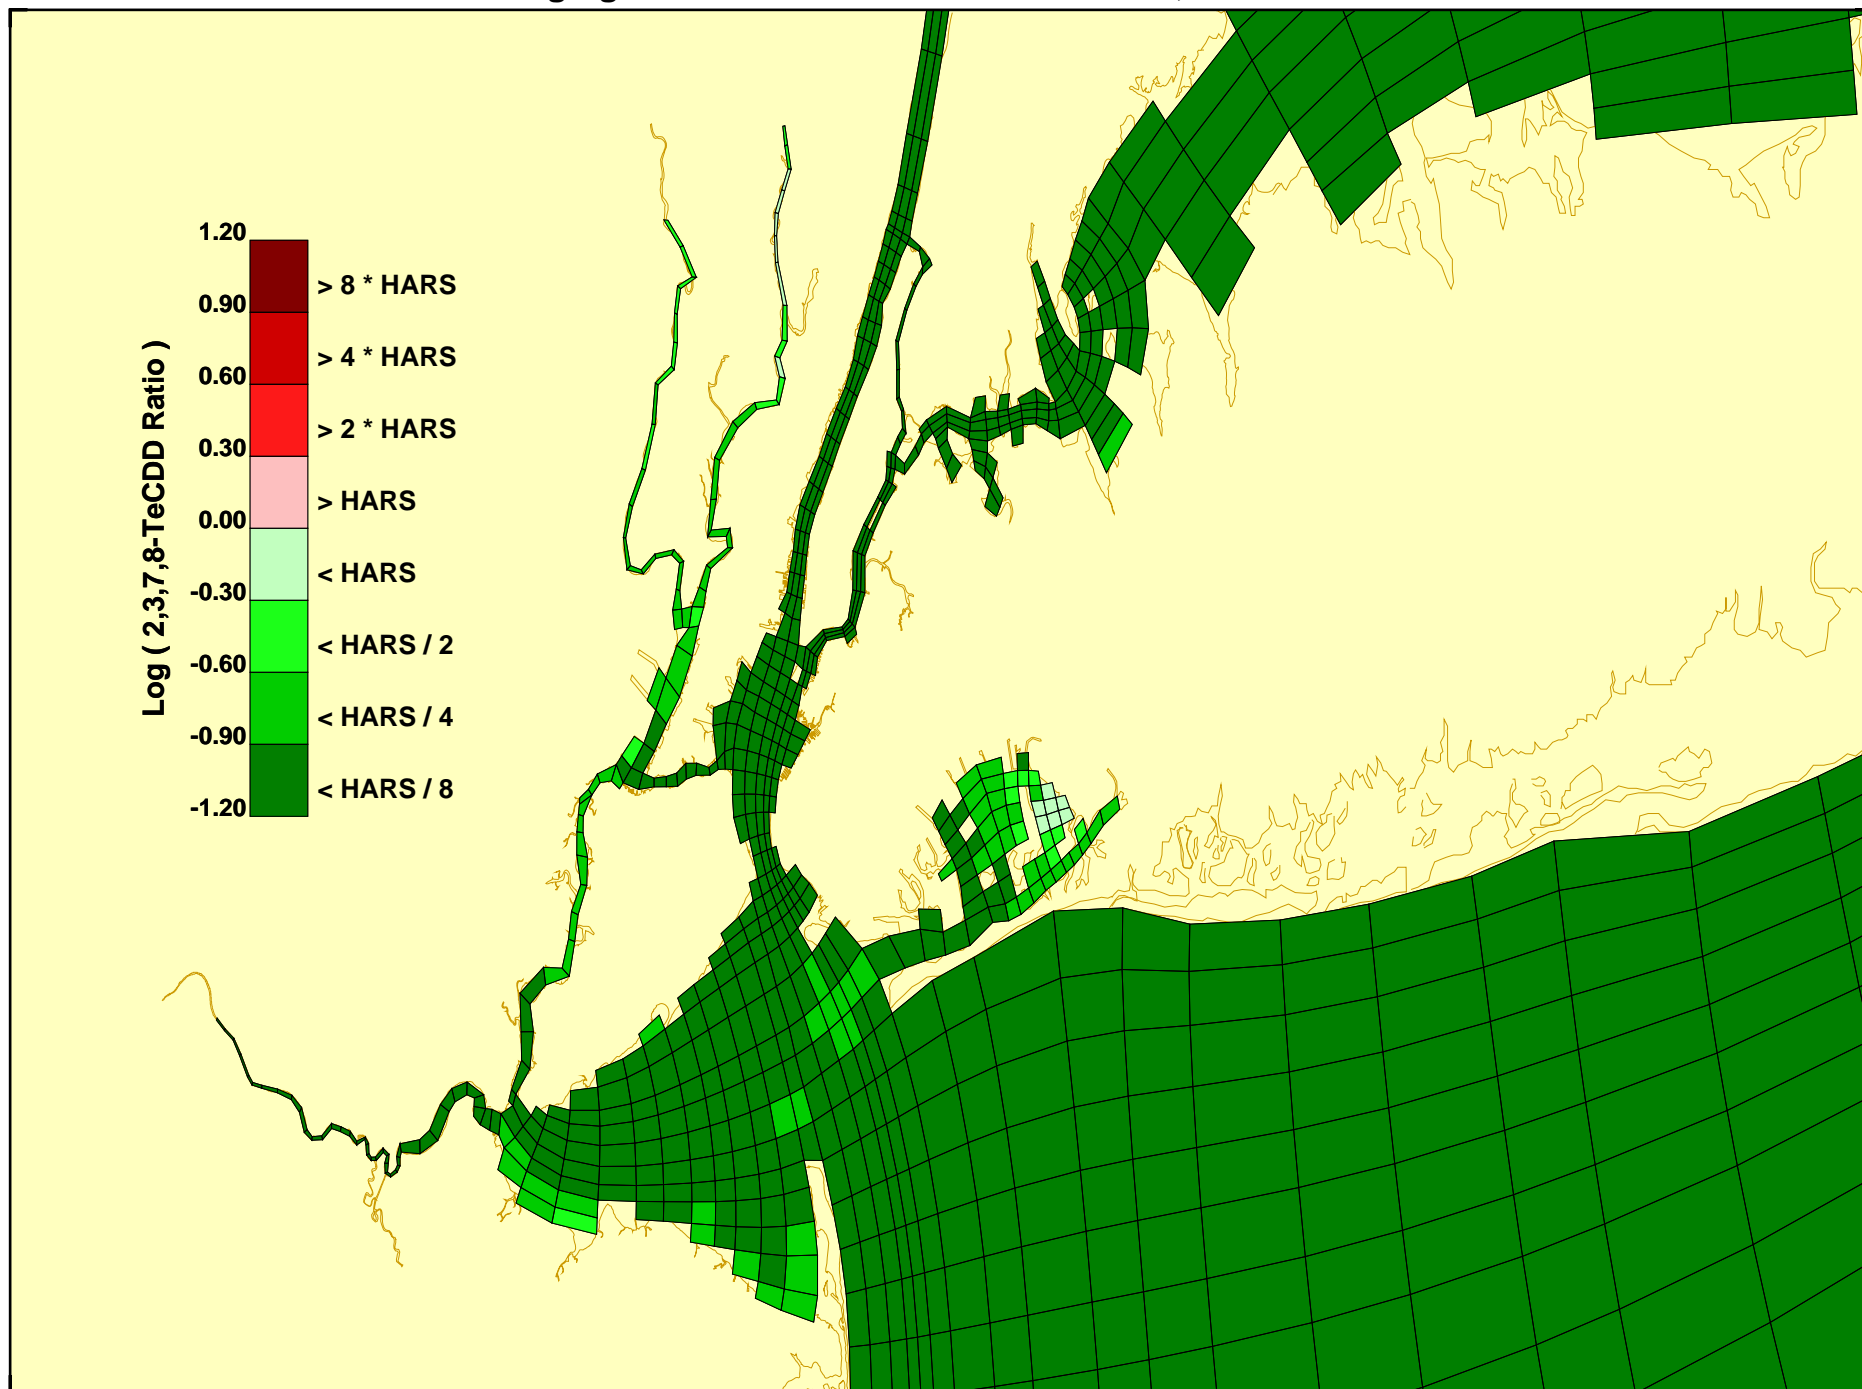 1.20
> 8 * HARS
0.90
> 4 * HARS
0.60
> 2 * HARS
0.30
> HARS
0.00
< HARS
-0.30
< HARS / 2
-0.60
< HARS / 4
-0.90
< HARS / 8
-1.20
Log ( 2,3,7,8-TeCDD Ratio )